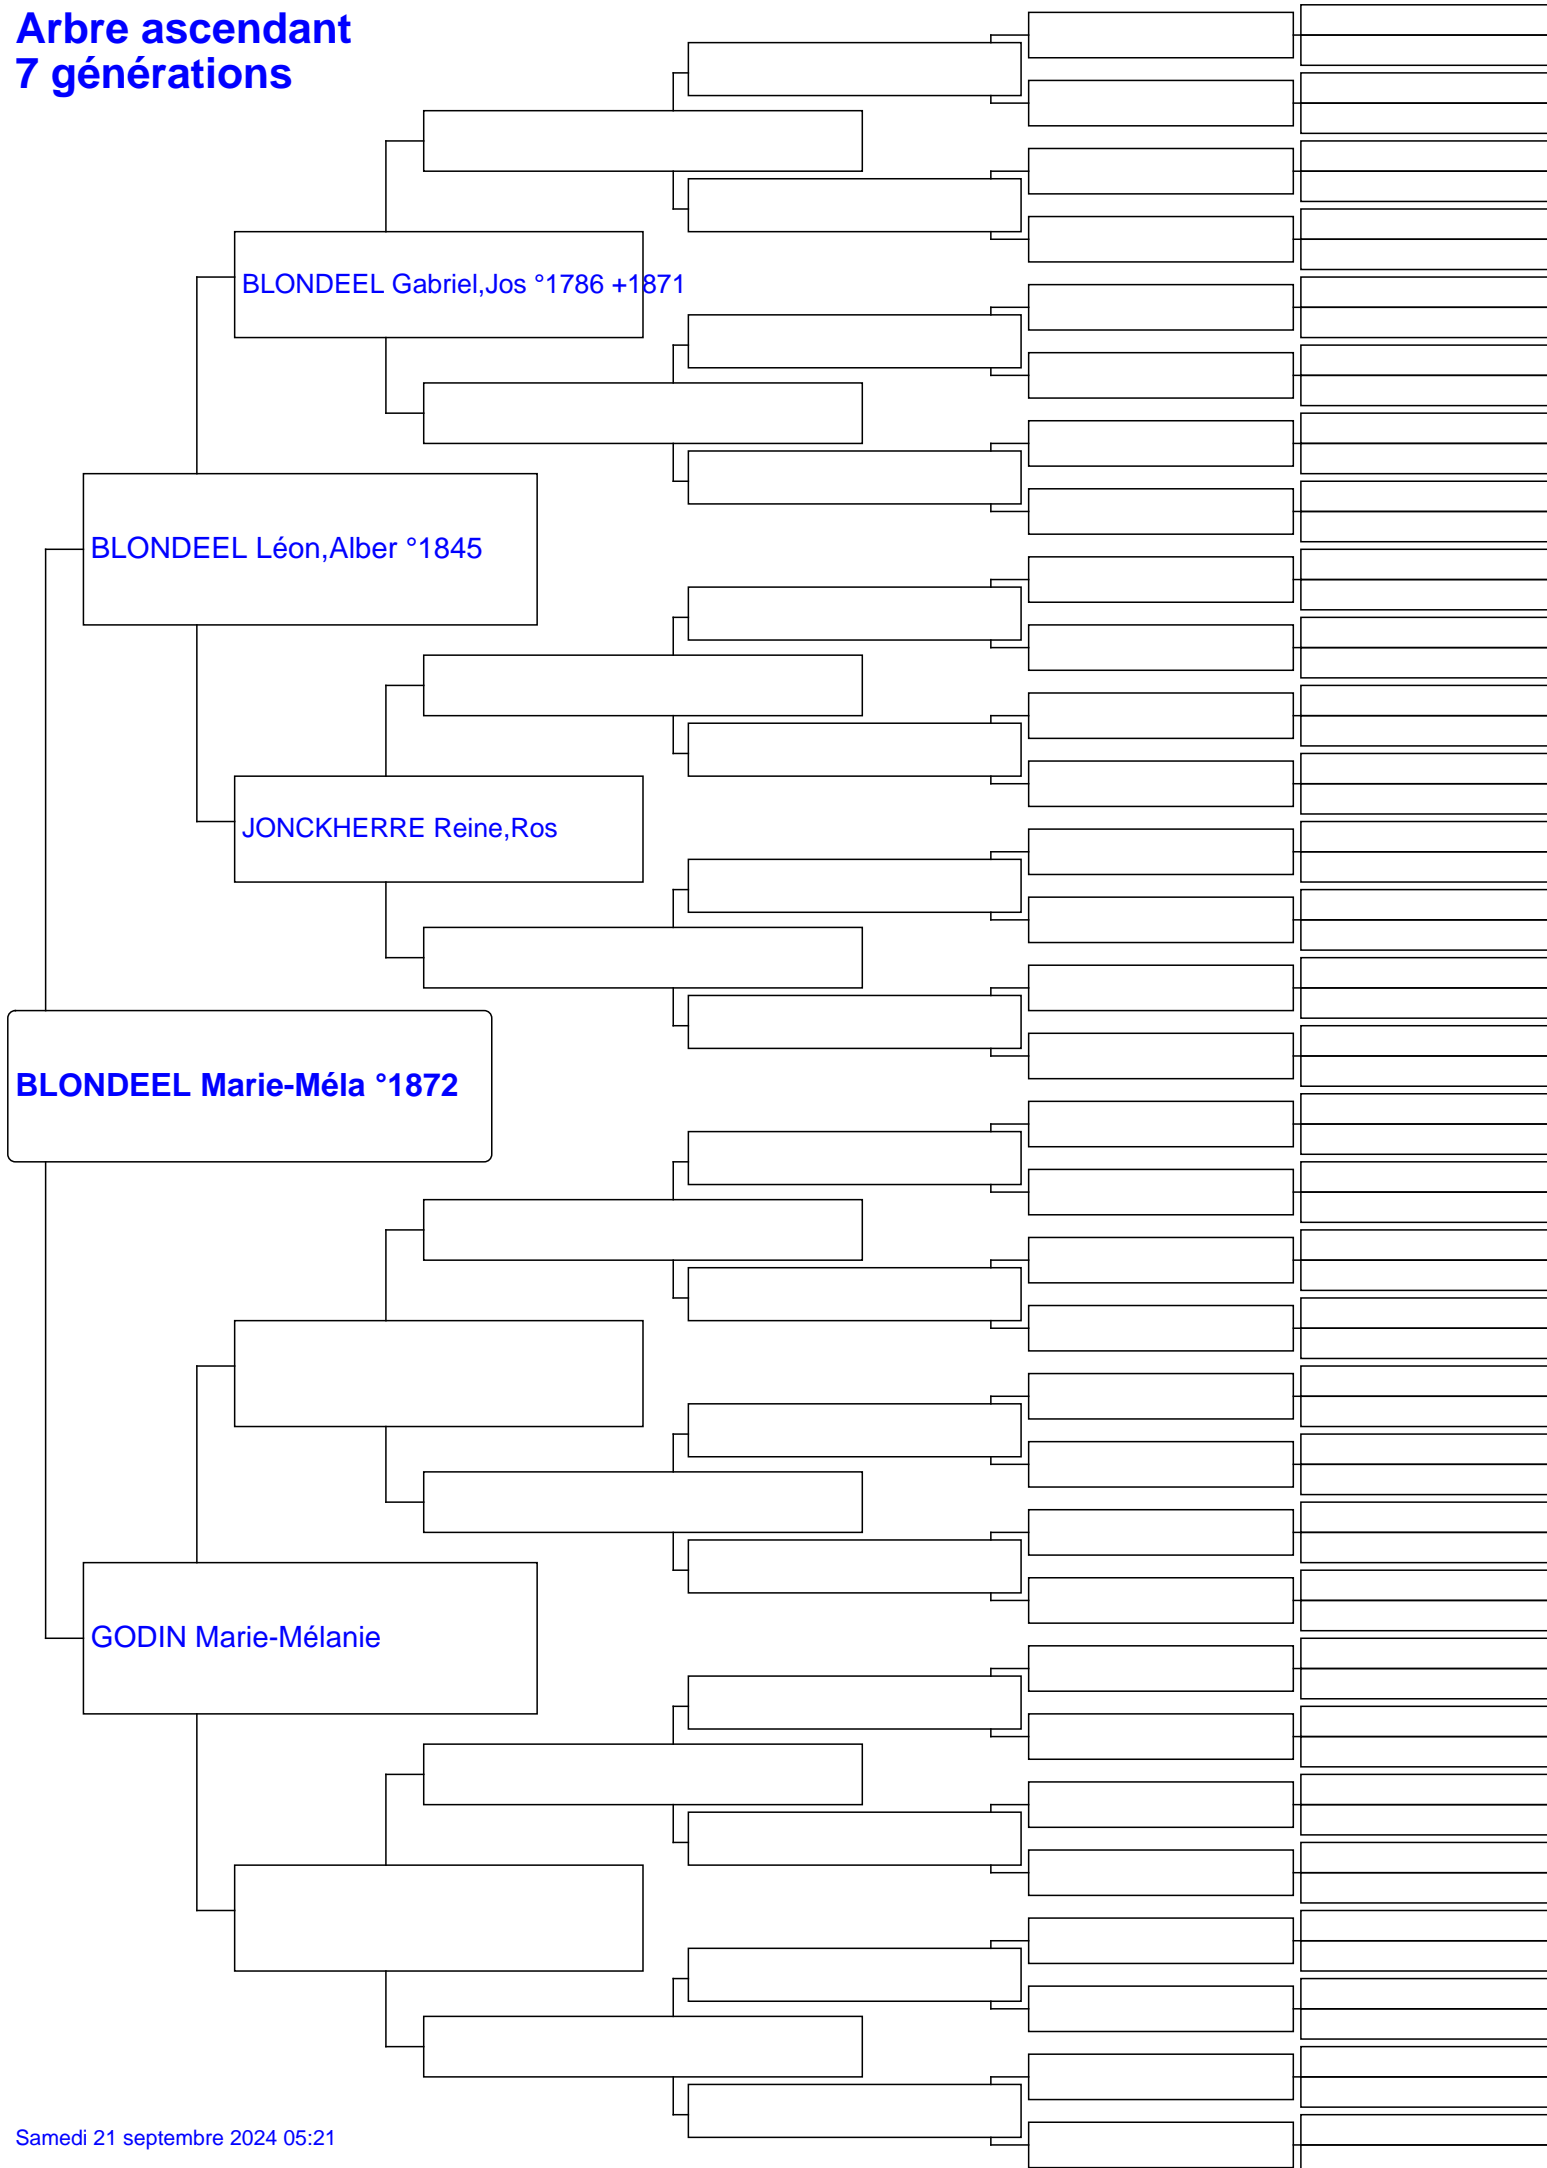 Arbre ascendant
7 générations
BLONDEEL Gabriel,Jos °1786 +1871
BLONDEEL Léon,Alber °1845
JONCKHERRE Reine,Ros
BLONDEEL Marie-Méla °1872
GODIN Marie-Mélanie
Samedi 21 septembre 2024 05:21